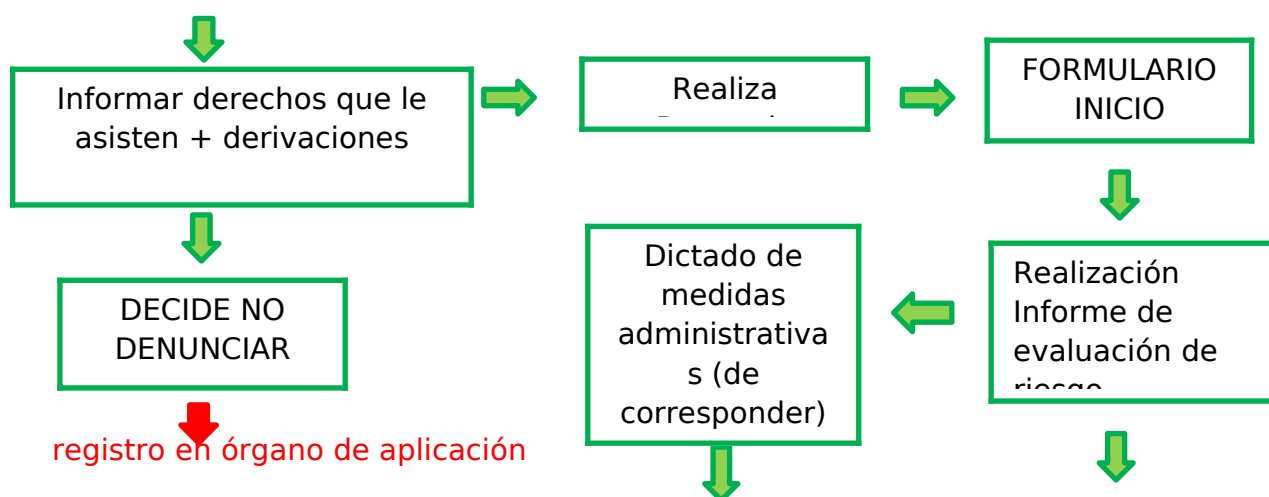 Informar derechos que le
asisten + derivaciones
Realiza
FORMULARIO
INICIO
DECIDE NO
DENUNCIAR
registro en órgano de aplicación
Dictado de
medidas
administrativa
s (de
corresponder)
Realización
Informe de
evaluación de
riesgo